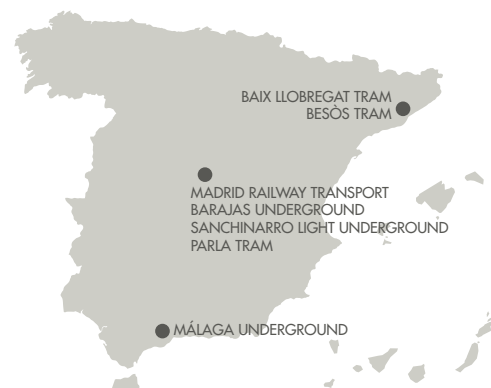 BAIX LLOBREGAT TRAM
BESÒS TRAM
MADRID RAILWAY TRANSPORT
BARAJAS UNDERGROUND
SANCHINARRO LIGHT UNDERGROUND
PARLA TRAM
MÁLAGA UNDERGROUND